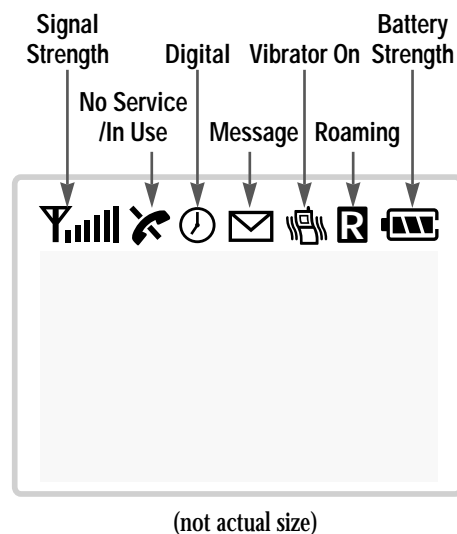 Signal
Strength
Digital
Vibrator On
Battery
Strength
No Service
/In Use
Message
Roaming
R
(not actual size)